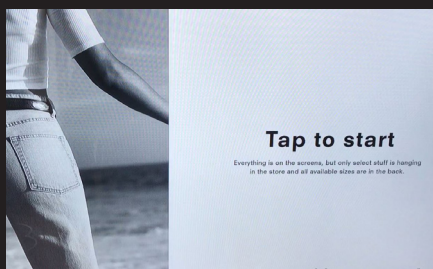 Tap to start
Everything is on the screens, but only select stuff is hanging
in the store and all available sizes are in the back.